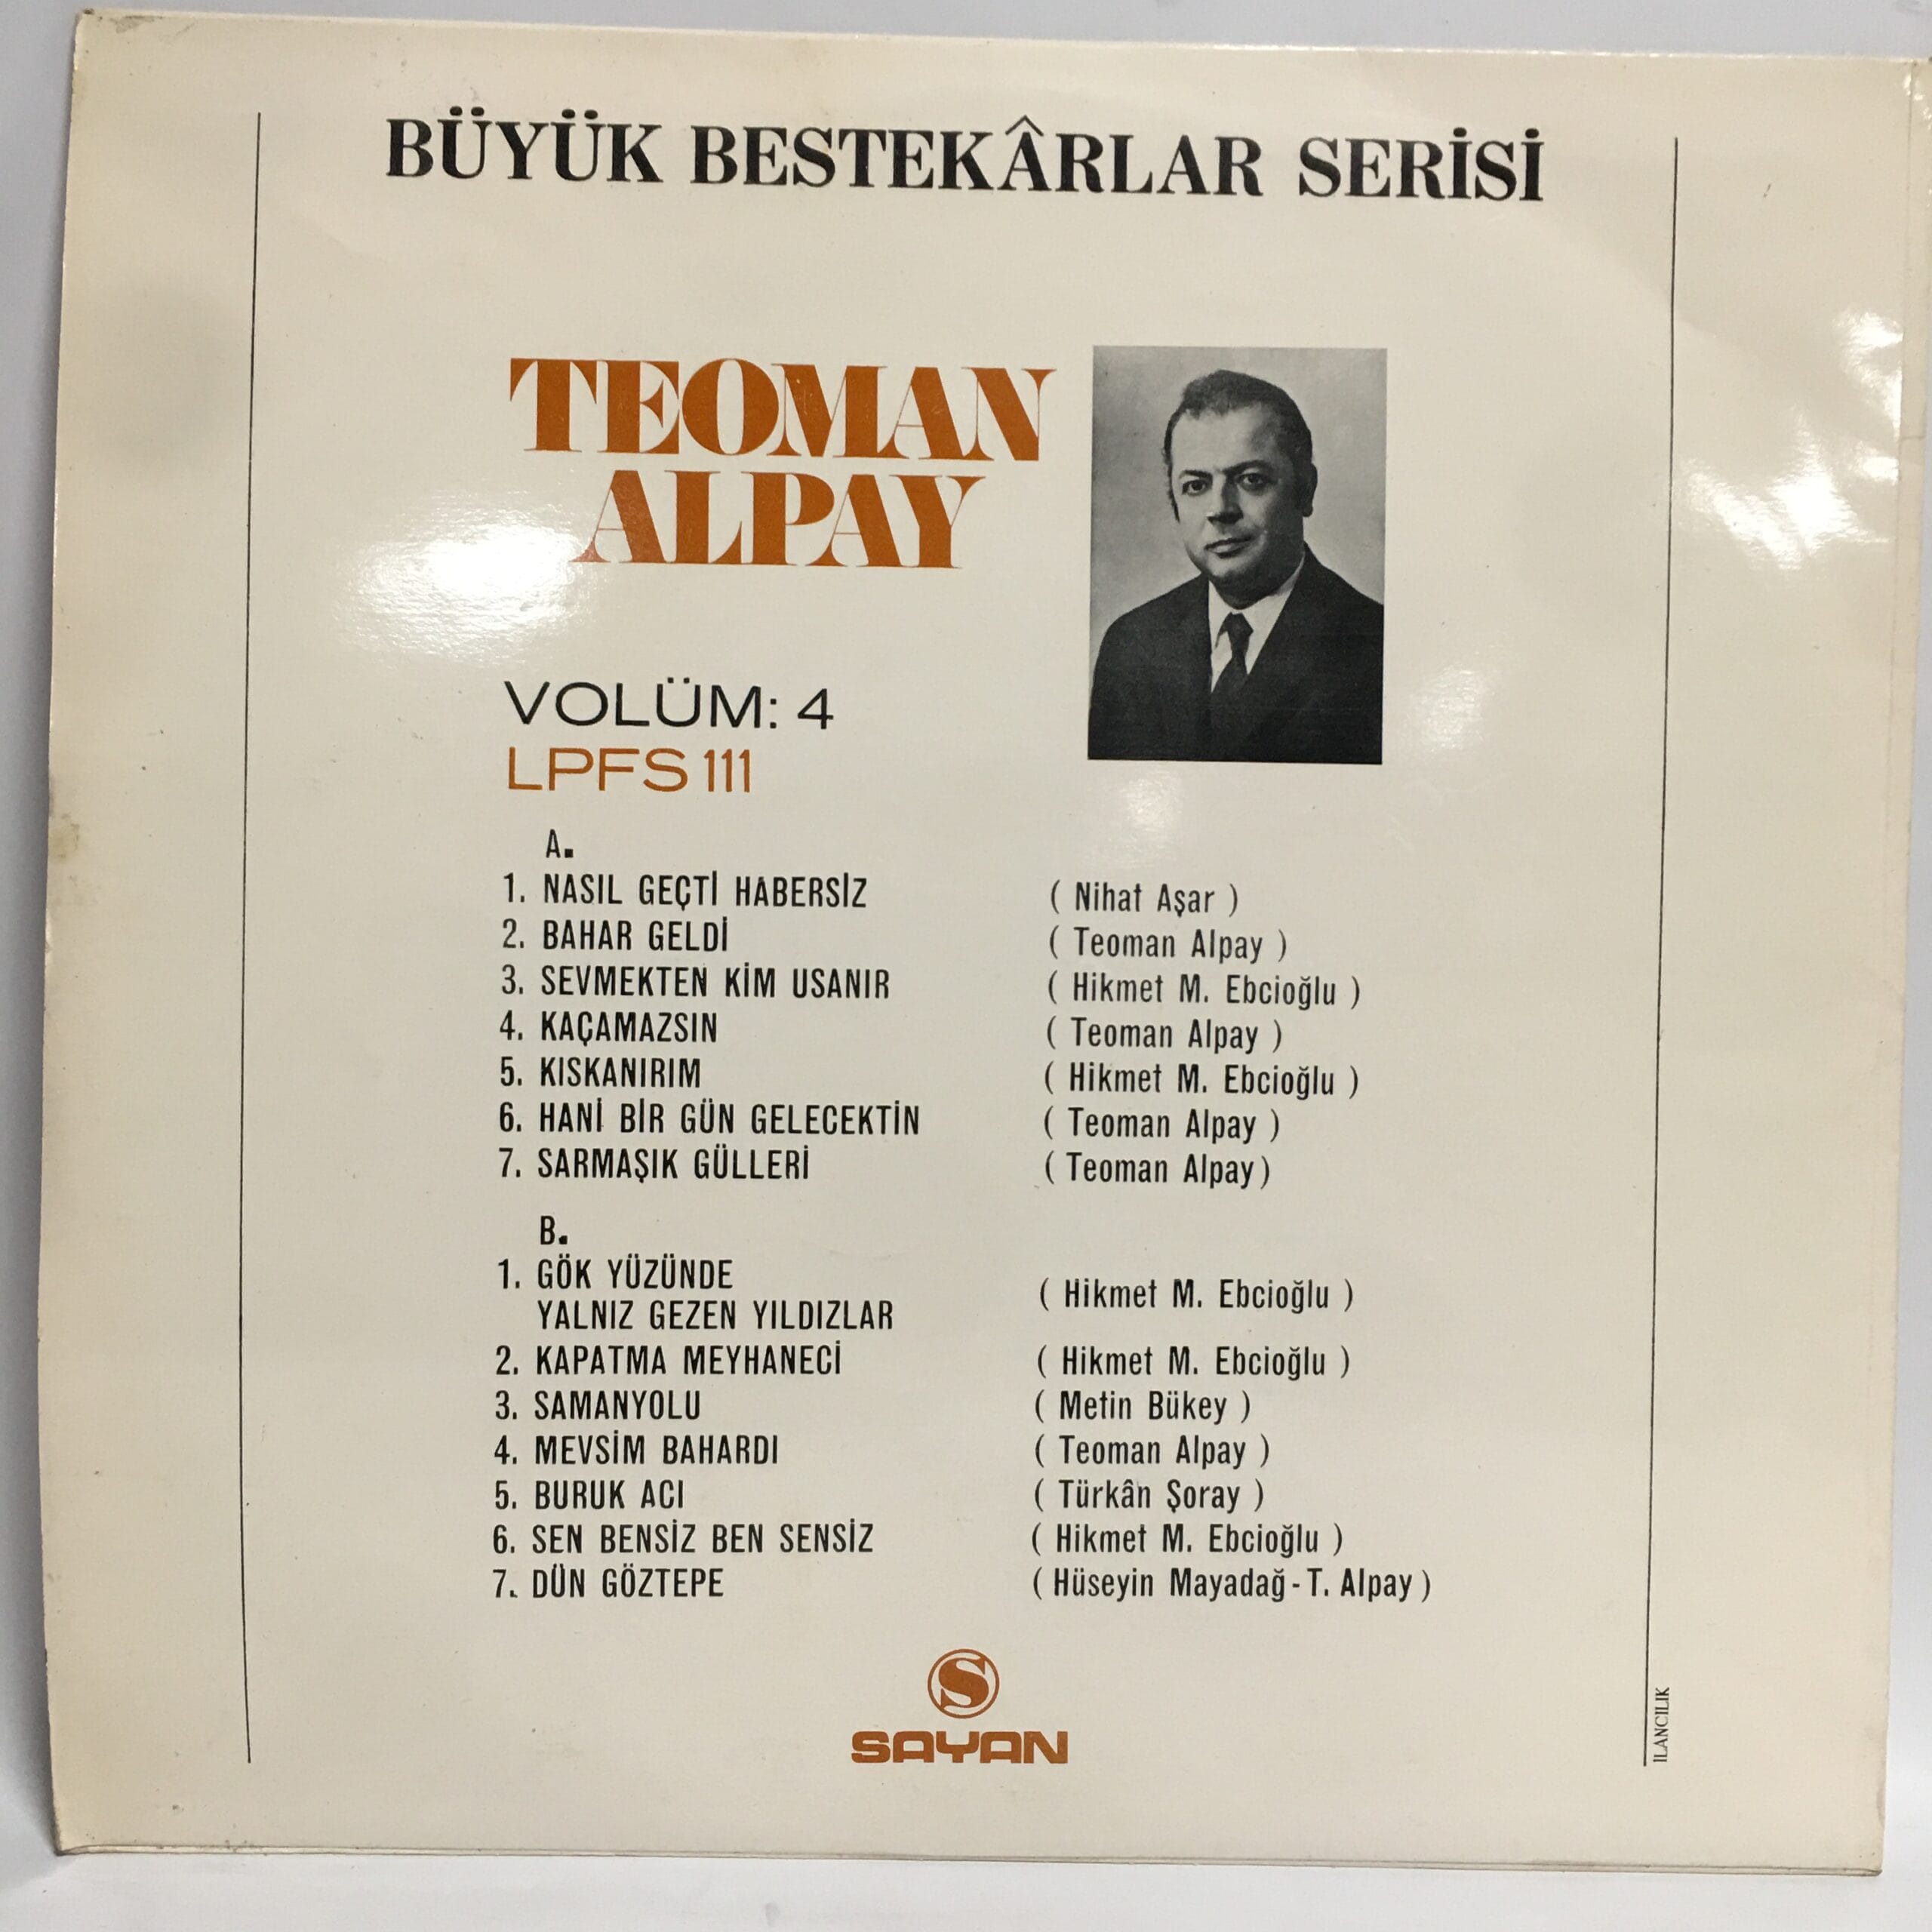 BÜYÜK BESTEKÂRLAR SERİSİ
TEOMAN
ALPAY
VOLÜM: 4
LPFS 111
A.
1. NASIL GEÇTİ HABERSİZ ( Nihat Aşar )
2. BAHAR GELDİ ( Teoman Alpay )
3. SEVMEKTEN KİM USANIR ( Hikmet M. Ebcioğlu )
4. KAÇAMAZSIN ( Teoman Alpay )
5. KISKANIRIM ( Hikmet M. Ebcioğlu )
6. HANİ BİR GÜN GELECEKTİN ( Teoman Alpay )
7. SARMAŞIK GÜLLERİ ( Teoman Alpay)
B.
1. GÖK YÜZÜNDE
YALNIZ GEZEN YILDIZLAR ( Hikmet M. Ebcioğlu )
2. KAPATMA MEYHANECİ ( Hikmet M. Ebcioğlu )
3. SAMANYOLU ( Metin Bükey )
4. MEVSİM BAHARDI ( Teoman Alpay )
5. BURUK ACI ( Türkân Şoray )
6. SEN BENSİZ BEN SENSİZ ( Hikmet M. Ebcioğlu )
7. DÜN GÖZTEPE ( Hüseyin Mayadağ - T. Alpay )
S
SAYAN
İLANCILIK